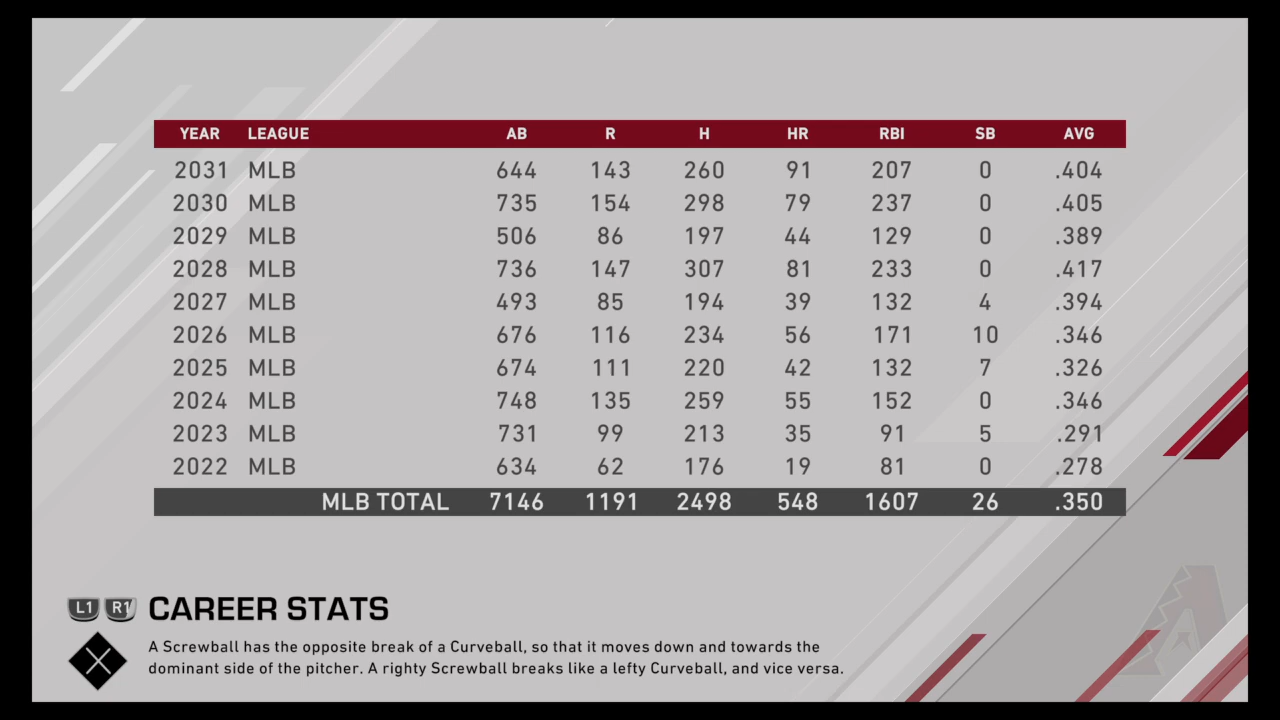 YEAR LEAGUE AB R H HR RBI SB AVG
2031 MLB 644 143 260 91 207 0 .404
2030 MLB 735 154 298 79 237 0 .405
2029 MLB 506 86 197 44 129 0 .389
2028 MLB 736 147 307 81 233 0 .417
2027 MLB 493 85 194 39 132 4 .394
2026 MLB 676 116 234 56 171 10 .346
2025 MLB 674 111 220 42 132 7 .326
2024 MLB 748 135 259 55 152 0 .346
2023 MLB 731 99 213 35 91 5 .291
2022 MLB 634 62 176 19 81 0 .278
MLB TOTAL 7146 1191 2498 548 1607 26 .350
L1 R1 CAREER STATS
A Screwball has the opposite break of a Curveball, so that it moves down and towards the
dominant side of the pitcher. A righty Screwball breaks like a lefty Curveball, and vice versa.